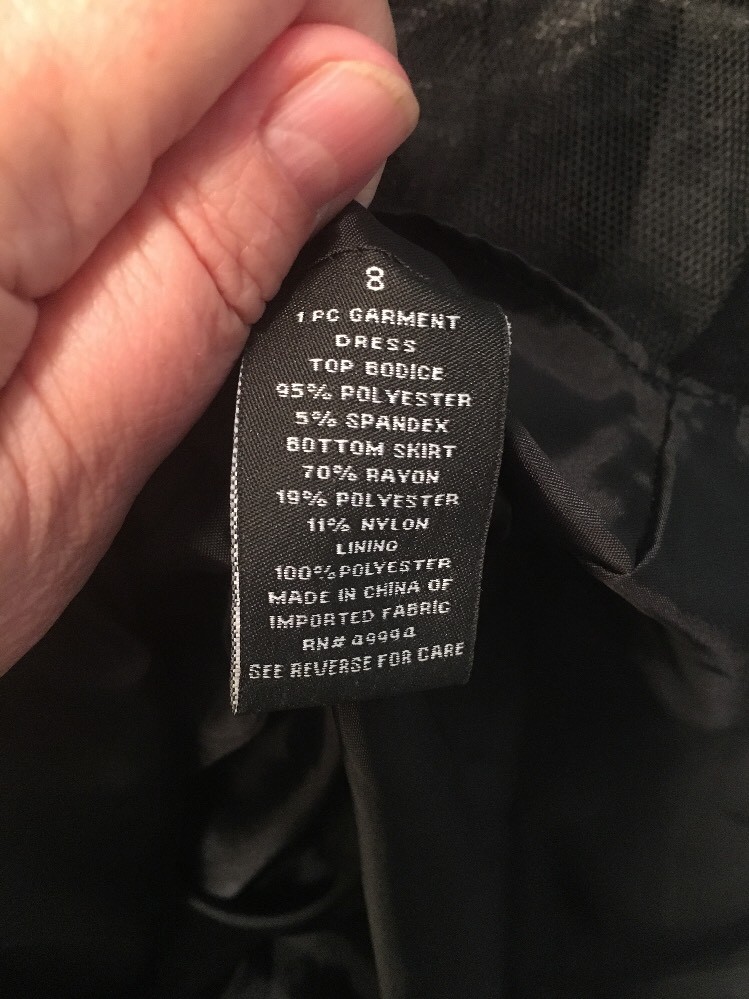 8
1 PC GARMENT
DRESS
TOP BODICE
95% POLYESTER
5% SPANDEX
BOTTOM SKIRT
70% RAYON
19% POLYESTER
11% NYLON
LINING
100% POLYESTER
MADE IN CHINA OF
IMPORTED FABRIC
RN# 49994
SEE REVERSE FOR CARE